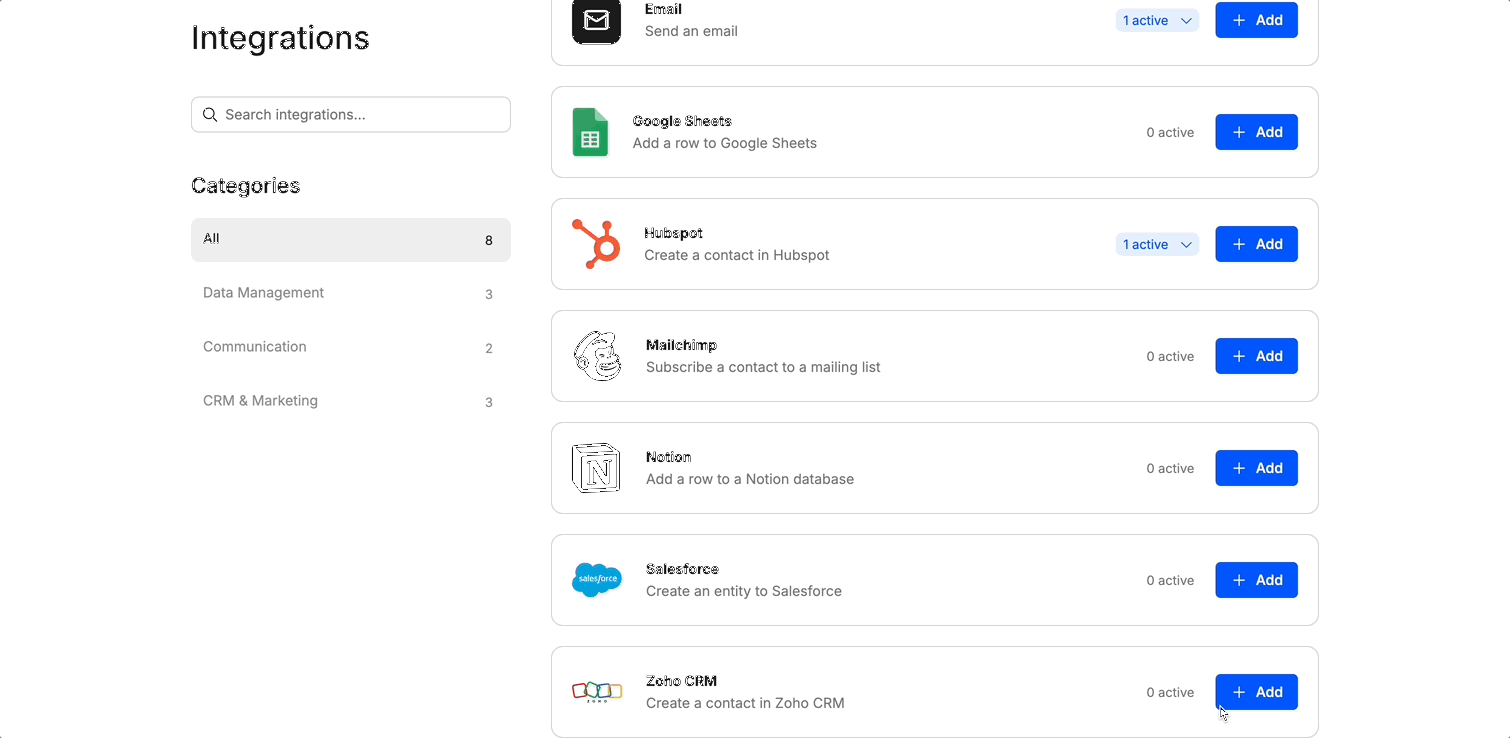 Integrations
Search integrations...
Categories
All 8
Data Management 3
Communication 2
CRM & Marketing 3
Email
Send an email
1 active
Add
Google Sheets
Add a row to Google Sheets
0 active
Add
Hubspot
Create a contact in Hubspot
1 active
Add
Mailchimp
Subscribe a contact to a mailing list
0 active
Add
N
Notion
Add a row to a Notion database
0 active
Add
salesforce
Salesforce
Create an entity to Salesforce
0 active
Add
ZOHO
Zoho CRM
Create a contact in Zoho CRM
0 active
Add